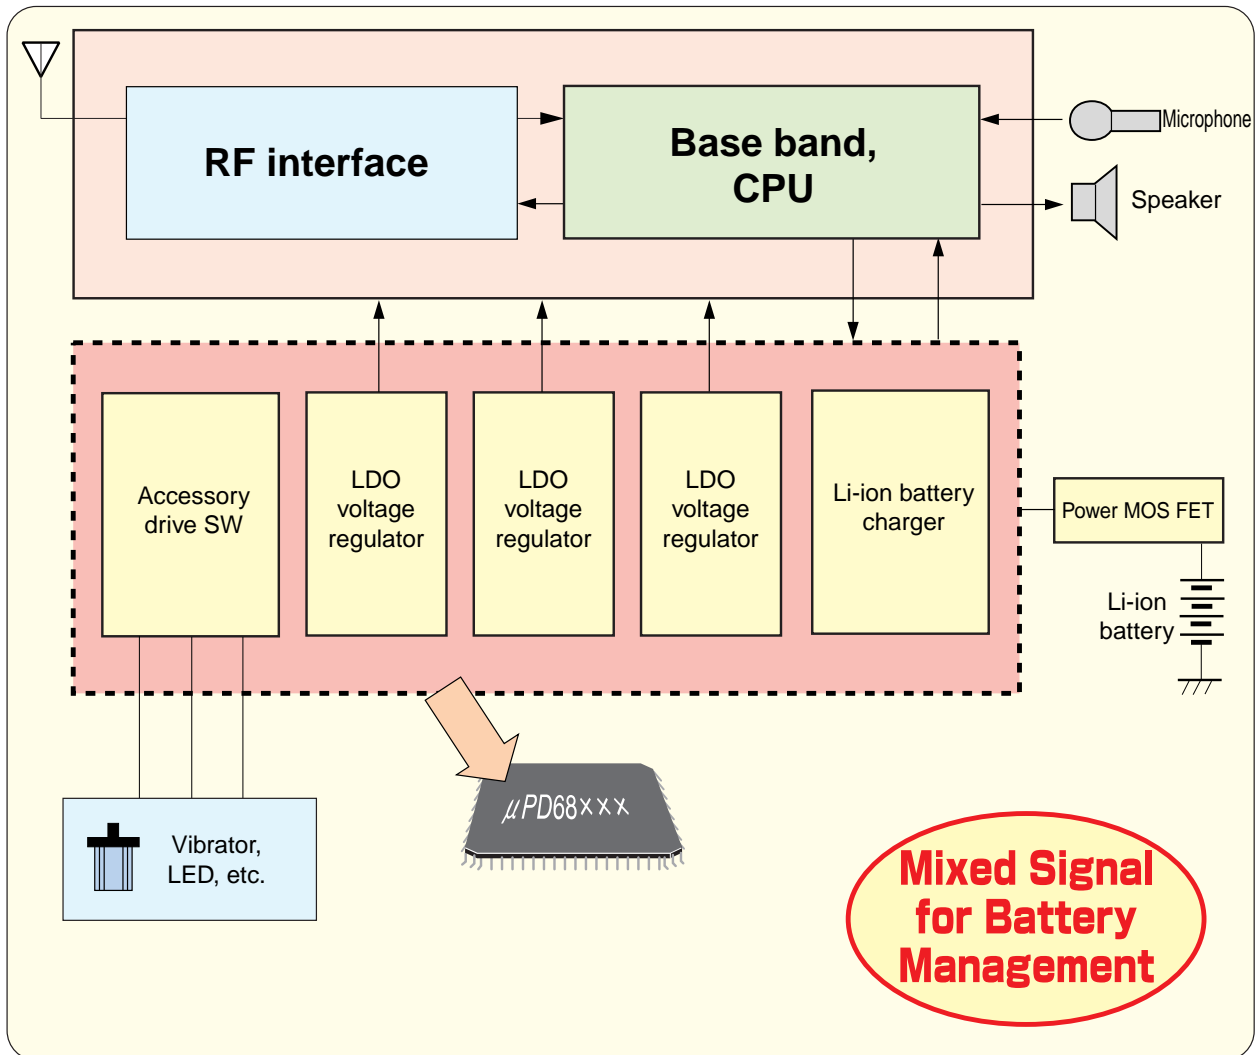 RF interface
Base band,
CPU
Microphone
Speaker
Accessory
drive SW
LDO
voltage
regulator
LDO
voltage
regulator
LDO
voltage
regulator
Li-ion battery
charger
Power MOS FET
Li-ion
battery
Vibrator,
LED, etc.
μPD68×××
Mixed Signal
for Battery
Management